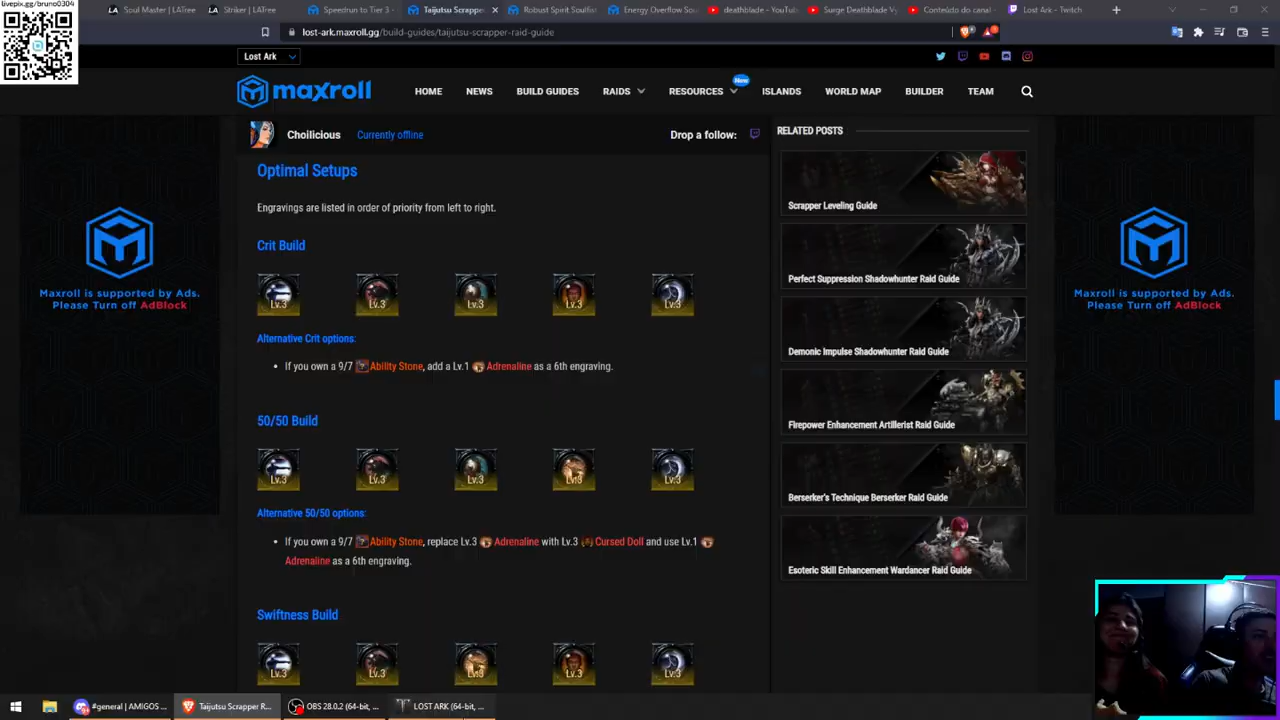 livepix.gg/bruno0304
Soul Master | LATree
Striker | LATree
Speedrun to Tier 3 -
Taijutsu Scrapper
Robust Spirit Soulfist
Energy Overflow Sou
deathblade - YouTub
Surge Deathblade Vy
Conteúdo do canal -
Lost Ark - Twitch
lost-ark.maxroll.gg/build-guides/taijutsu-scrapper-raid-guide
Lost Ark
maxroll
HOME
NEWS
BUILD GUIDES
RAIDS
RESOURCES
New
ISLANDS
WORLD MAP
BUILDER
TEAM
Choilicious
Currently offline
Drop a follow:
RELATED POSTS
Optimal Setups
Engravings are listed in order of priority from left to right.
Scrapper Leveling Guide
Crit Build
Perfect Suppression Shadowhunter Raid Guide
Lv.3
Lv.3
Lv.3
Lv.3
Lv.3
Maxroll is supported by Ads.
Please Turn off AdBlock
Maxroll is supported by Ads.
Please Turn off AdBlock
Alternative Crit options:
Demonic Impulse Shadowhunter Raid Guide
If you own a 9/7 Ability Stone, add a Lv.1 Adrenaline as a 6th engraving.
50/50 Build
Firepower Enhancement Artillerist Raid Guide
Lv.3
Lv.3
Lv.3
Lv.3
Lv.3
Berserker's Technique Berserker Raid Guide
Alternative 50/50 options:
If you own a 9/7 Ability Stone, replace Lv.3 Adrenaline with Lv.3 Cursed Doll and use Lv.1
Adrenaline as a 6th engraving.
Esoteric Skill Enhancement Wardancer Raid Guide
Swiftness Build
Lv.3
Lv.3
Lv.3
Lv.3
Lv.3
#general | AMIGOS ...
Taijutsu Scrapper R...
OBS 28.0.2 (64-bit, ...
LOST ARK (64-bit, ...